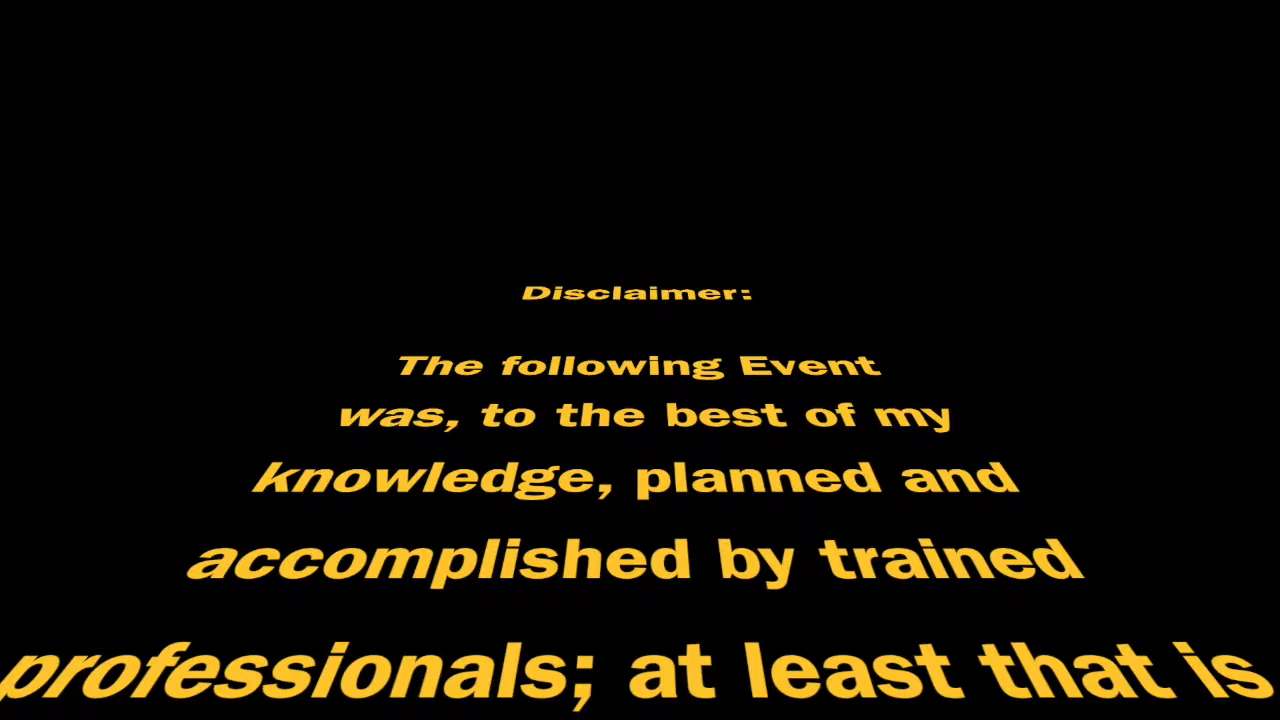 Disclaimer:
The following Event
was, to the best of my
knowledge, planned and
accomplished by trained
professionals; at least that is